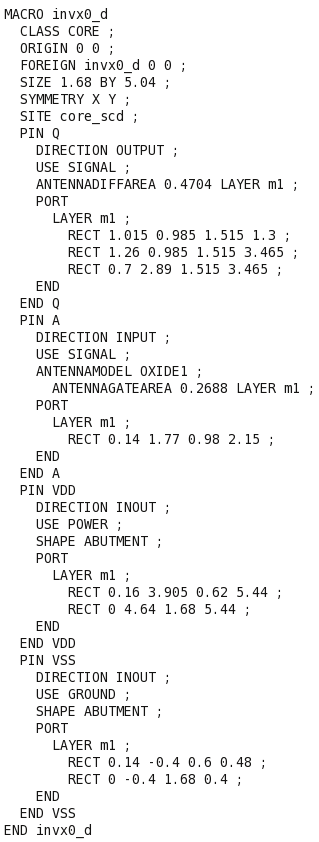 MACRO invx0_d
  CLASS CORE ;
  ORIGIN 0 0 ;
  FOREIGN invx0_d 0 0 ;
  SIZE 1.68 BY 5.04 ;
  SYMMETRY X Y ;
  SITE core_scd ;
  PIN Q
    DIRECTION OUTPUT ;
    USE SIGNAL ;
    ANTENNADIFFAREA 0.4704 LAYER m1 ;
    PORT
      LAYER m1 ;
        RECT 1.015 0.985 1.515 1.3 ;
        RECT 1.26 0.985 1.515 3.465 ;
        RECT 0.7 2.89 1.515 3.465 ;
    END
  END Q
  PIN A
    DIRECTION INPUT ;
    USE SIGNAL ;
    ANTENNAMODEL OXIDE1 ;
      ANTENNAGATEAREA 0.2688 LAYER m1 ;
    PORT
      LAYER m1 ;
        RECT 0.14 1.77 0.98 2.15 ;
    END
  END A
  PIN VDD
    DIRECTION INOUT ;
    USE POWER ;
    SHAPE ABUTMENT ;
    PORT
      LAYER m1 ;
        RECT 0.16 3.905 0.62 5.44 ;
        RECT 0 4.64 1.68 5.44 ;
    END
  END VDD
  PIN VSS
    DIRECTION INOUT ;
    USE GROUND ;
    SHAPE ABUTMENT ;
    PORT
      LAYER m1 ;
        RECT 0.14 -0.4 0.6 0.48 ;
        RECT 0 -0.4 1.68 0.4 ;
    END
  END VSS
END invx0_d